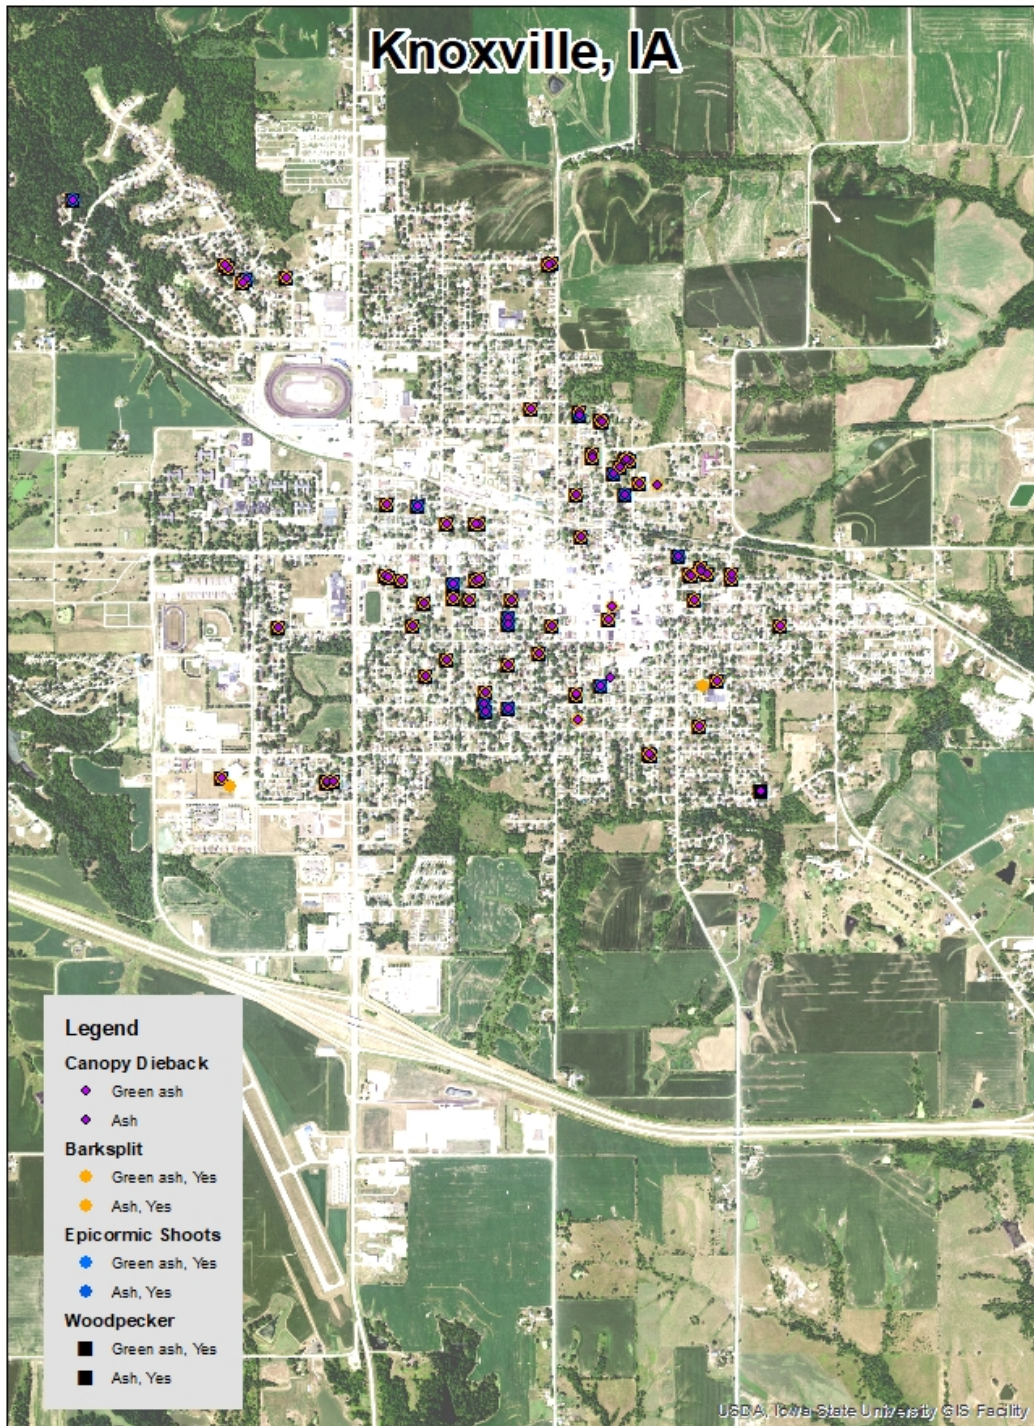 Knoxville, IA
Legend
Canopy Dieback
Green ash
Ash
Barksplit
Green ash, Yes
Ash, Yes
Epicormic Shoots
Green ash, Yes
Ash, Yes
Woodpecker
Green ash, Yes
Ash, Yes
USDA, Iowa State University GIS Facility